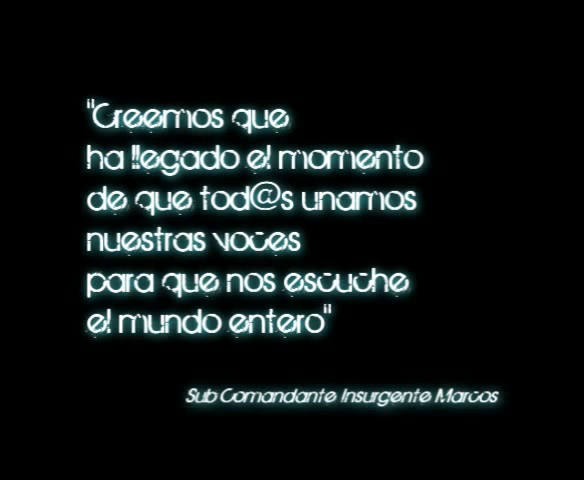 "Creemos que
ha llegado el momento
de que tod@s unamos
nuestras voces
para que nos escuche
el mundo entero"
Sub Comandante Insurgente Marcos